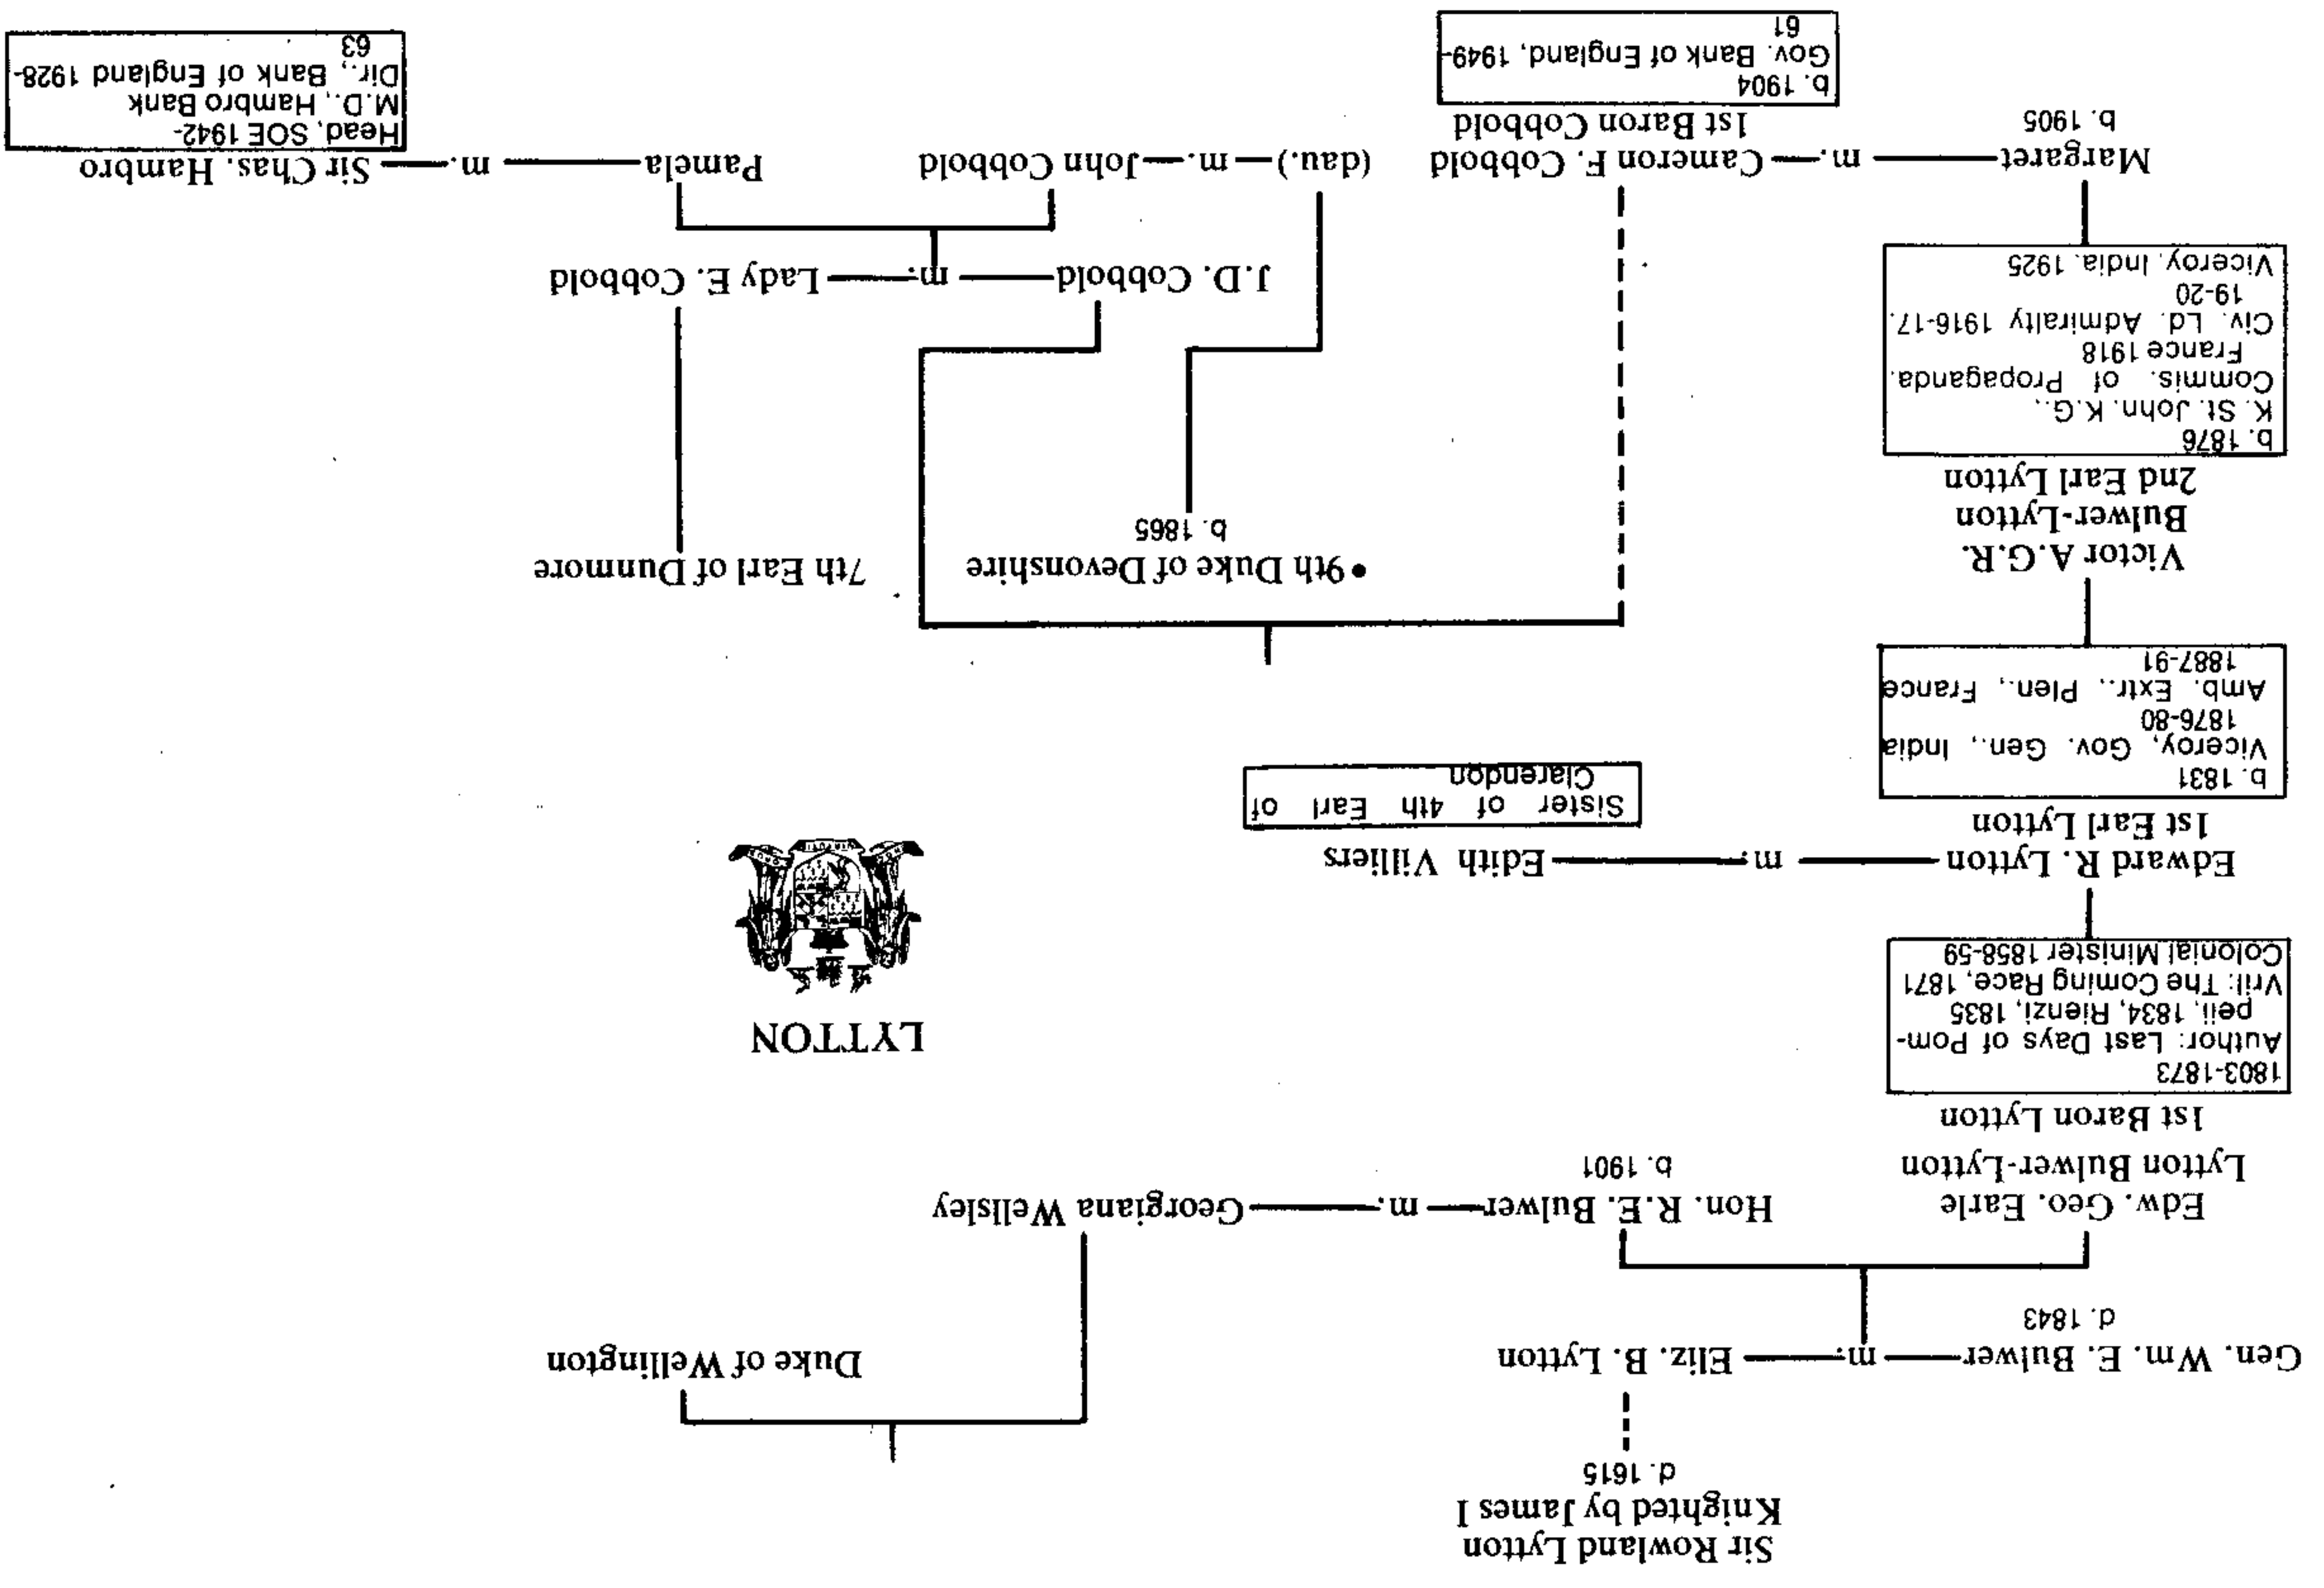 Sir Rowland Lytton
Knighted by James I
d. 1615
Gen. Wm. E. Bulwer — m. — Eliz. B. Lytton
d. 1843
Duke of Wellington
Edw. Geo. Earle
Lytton Bulwer-Lytton
1st Baron Lytton
1803-1873
Author: Last Days of Pom-
peii, 1834, Rienzi, 1835
Vril: The Coming Race, 1871
Colonial Minister 1858-59
Hon. R.E. Bulwer — m. — Georgiana Wellsley
b. 1901
LYTTON
Edward R. Lytton — m. — Edith Villiers
1st Earl Lytton
b. 1831
Viceroy, Gov. Gen., India
1876-80
Amb. Extr., Plen., France
1887-91
Sister of 4th Earl of
Clarendon
Victor A.G.R.
Bulwer-Lytton
2nd Earl Lytton
b. 1876
K. St. John. K.G.,
Commis. of Propaganda.
France 1918
Civ. Ld. Admiralty 1916-17.
19-20
Viceroy. India. 1925
• 9th Duke of Devonshire
b. 1865
7th Earl of Dunmore
J.D. Cobbold — m. — Lady E. Cobbold
Margaret — m. — Cameron F. Cobbold
b. 1905
1st Baron Cobbold
b. 1904
Gov. Bank of England, 1949-
61
(dau.) — m. — John Cobbold
Pamela — m. — Sir Chas. Hambro
Head, SOE 1942-
M.D., Hambro Bank
Dir., Bank of England 1928-
63